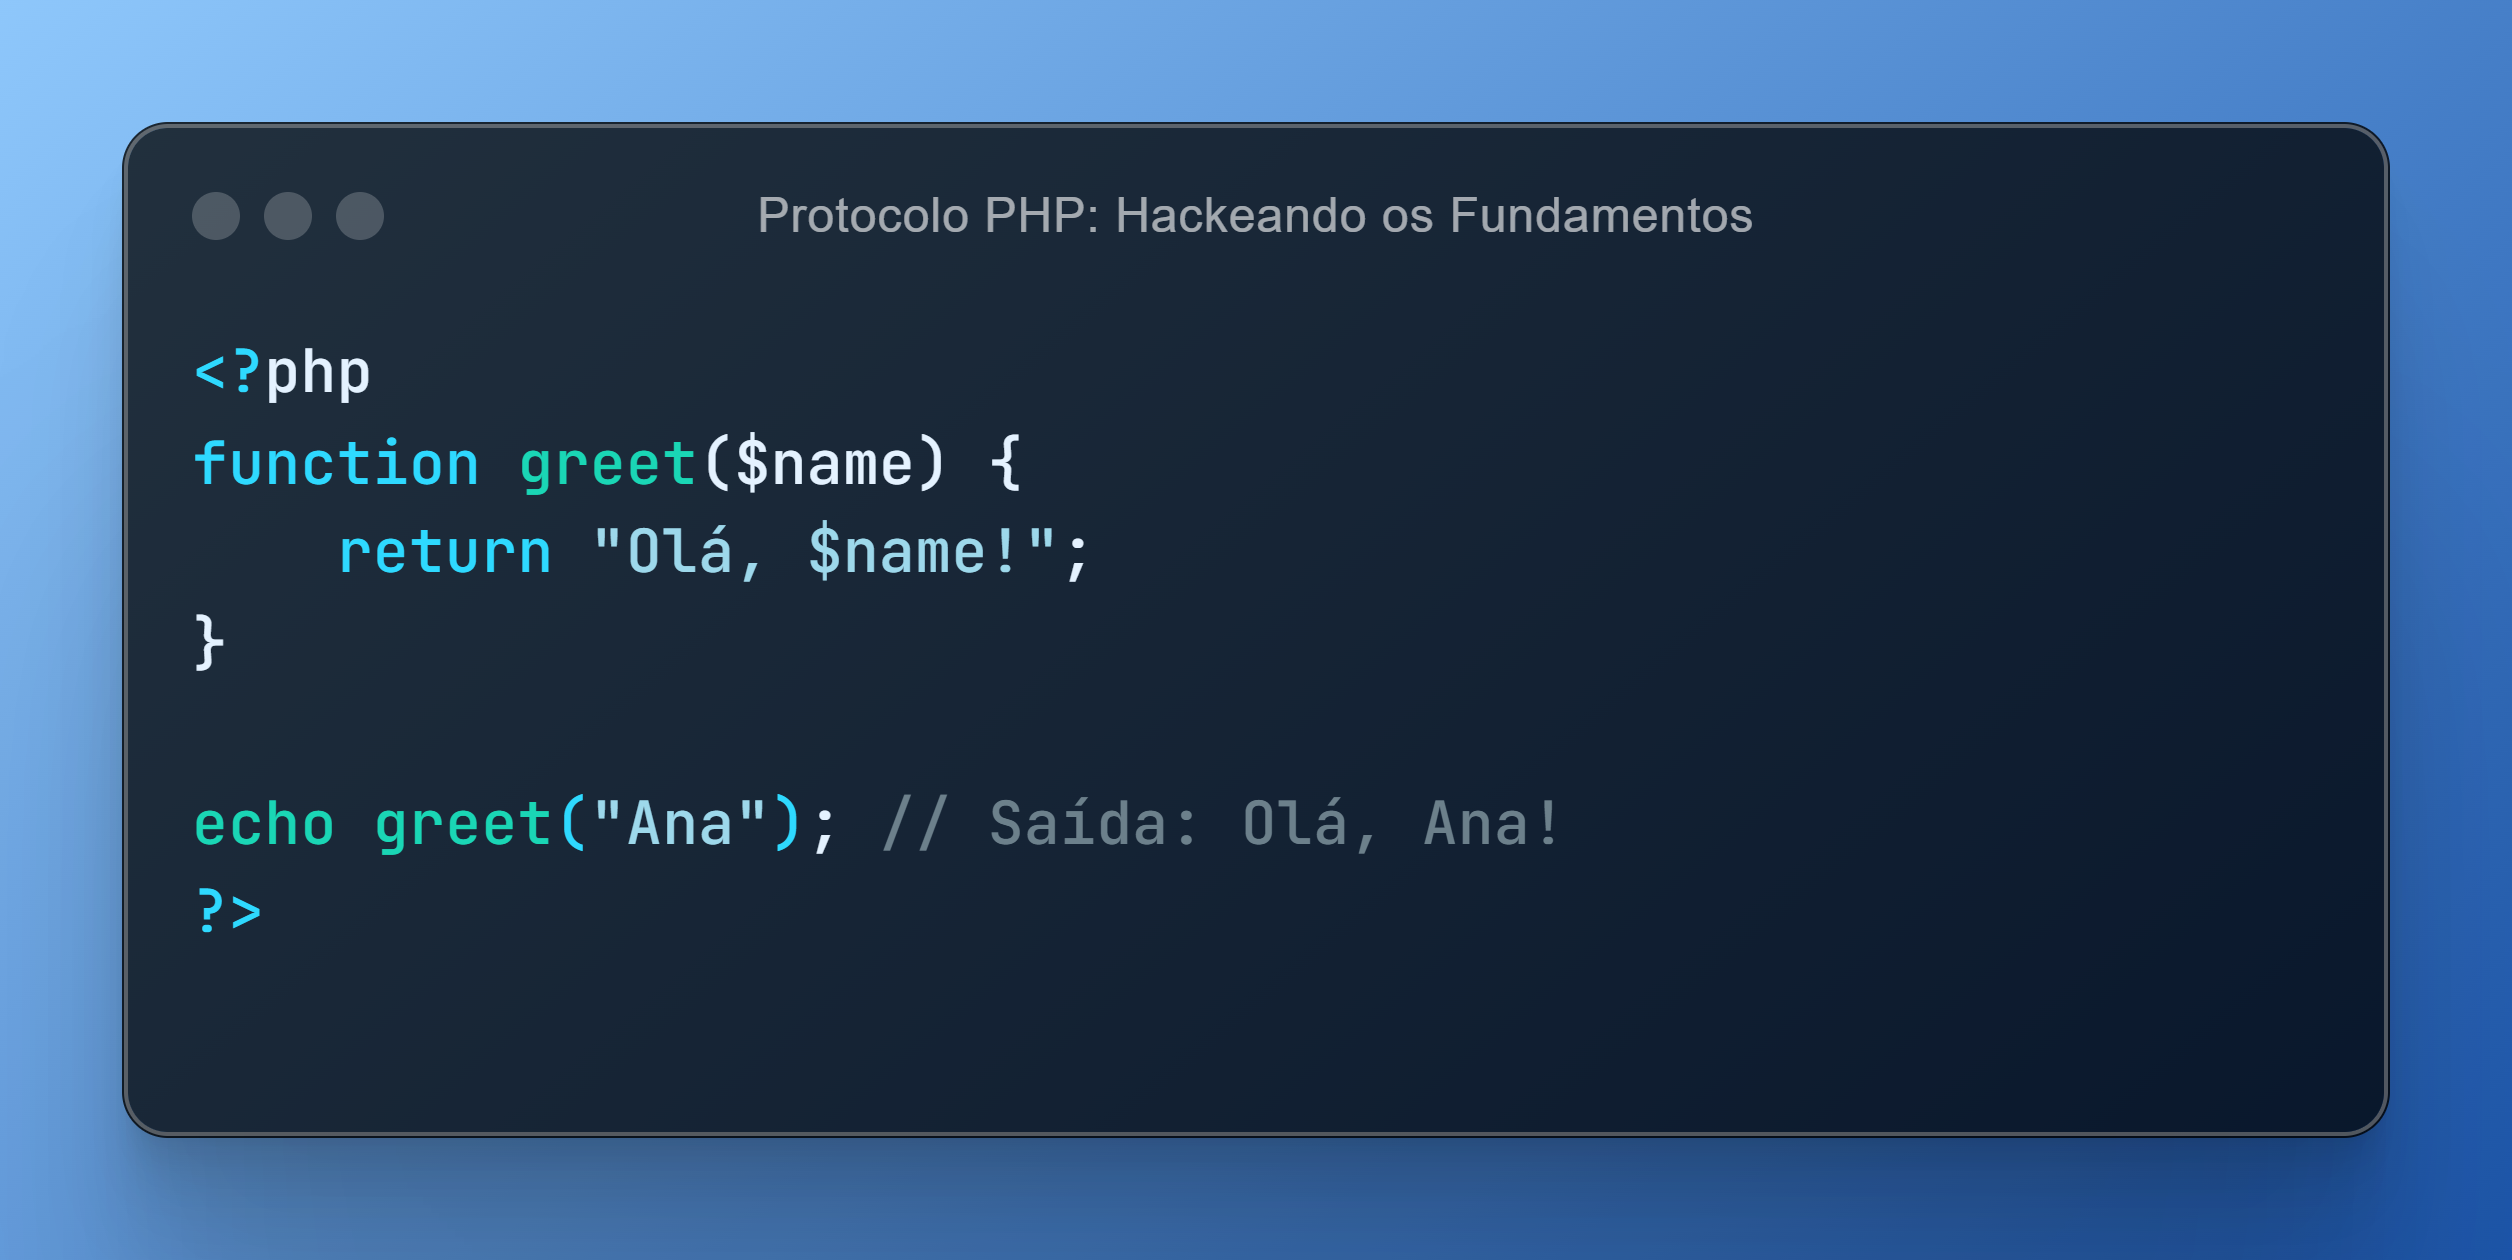 Protocolo PHP: Hackeando os Fundamentos
<?php
function greet($name) {
    return "Olá, $name!";
}
echo greet("Ana"); // Saída: Olá, Ana!
?>